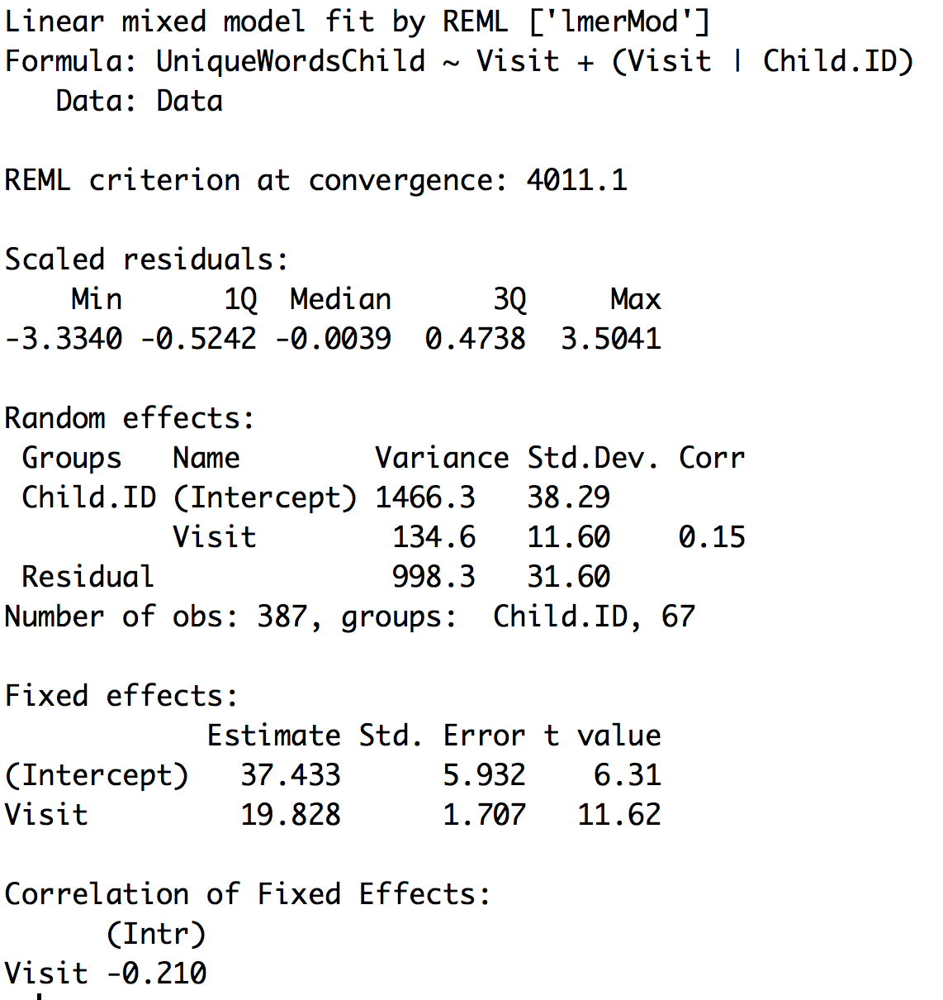 Linear mixed model fit by REML ['lmerMod']
Formula: UniqueWordsChild ~ Visit + (Visit | Child.ID)
   Data: Data

REML criterion at convergence: 4011.1

Scaled residuals:
    Min      1Q  Median      3Q     Max
-3.3340 -0.5242 -0.0039  0.4738  3.5041

Random effects:
 Groups   Name        Variance Std.Dev. Corr
 Child.ID (Intercept) 1466.3   38.29
          Visit        134.6   11.60    0.15
 Residual              998.3   31.60
Number of obs: 387, groups:  Child.ID, 67

Fixed effects:
            Estimate Std. Error t value
(Intercept)   37.433      5.932    6.31
Visit         19.828      1.707   11.62

Correlation of Fixed Effects:
      (Intr)
Visit -0.210